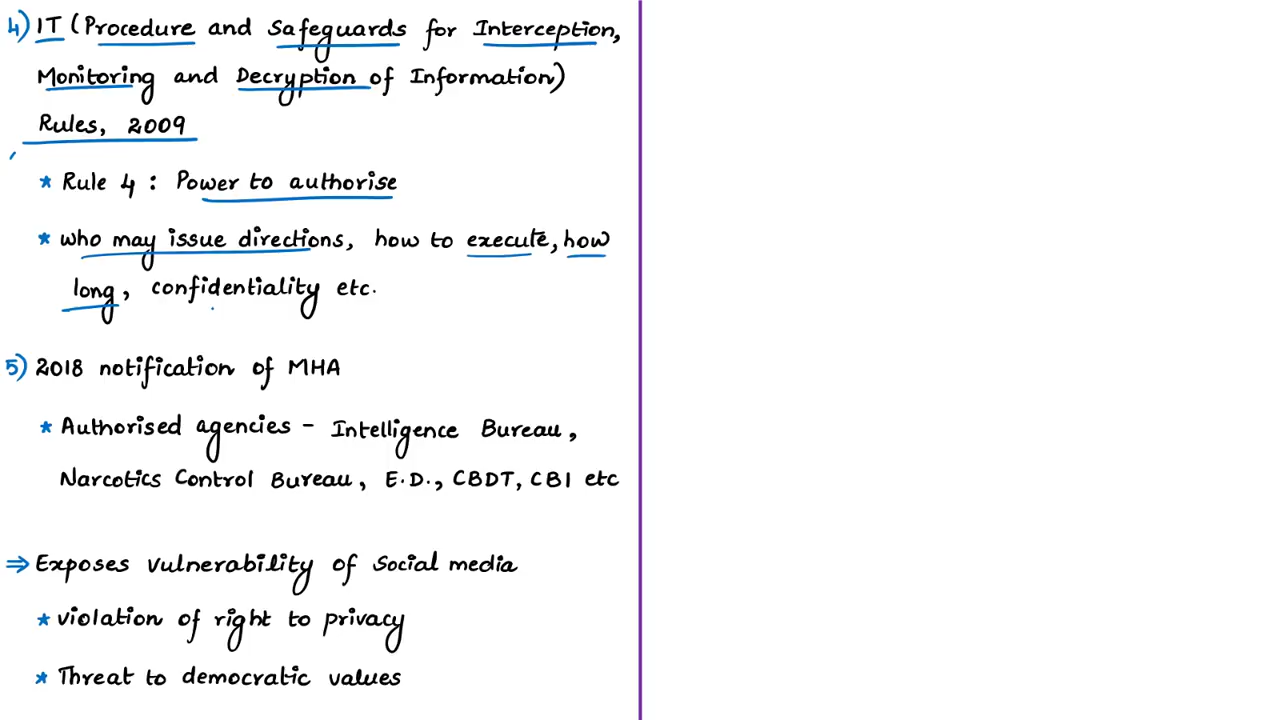 4) IT (Procedure and Safeguards for Interception,
Monitoring and Decryption of Information)
Rules, 2009
* Rule 4 : Power to authorise
* who may issue directions, how to execute, how
long, confidentiality etc.
5) 2018 notification of MHA
* Authorised agencies - Intelligence Bureau,
Narcotics Control Bureau, E.D., CBDT, CBI etc
⇒ Exposes vulnerability of social media
* violation of right to privacy
* Threat to democratic values